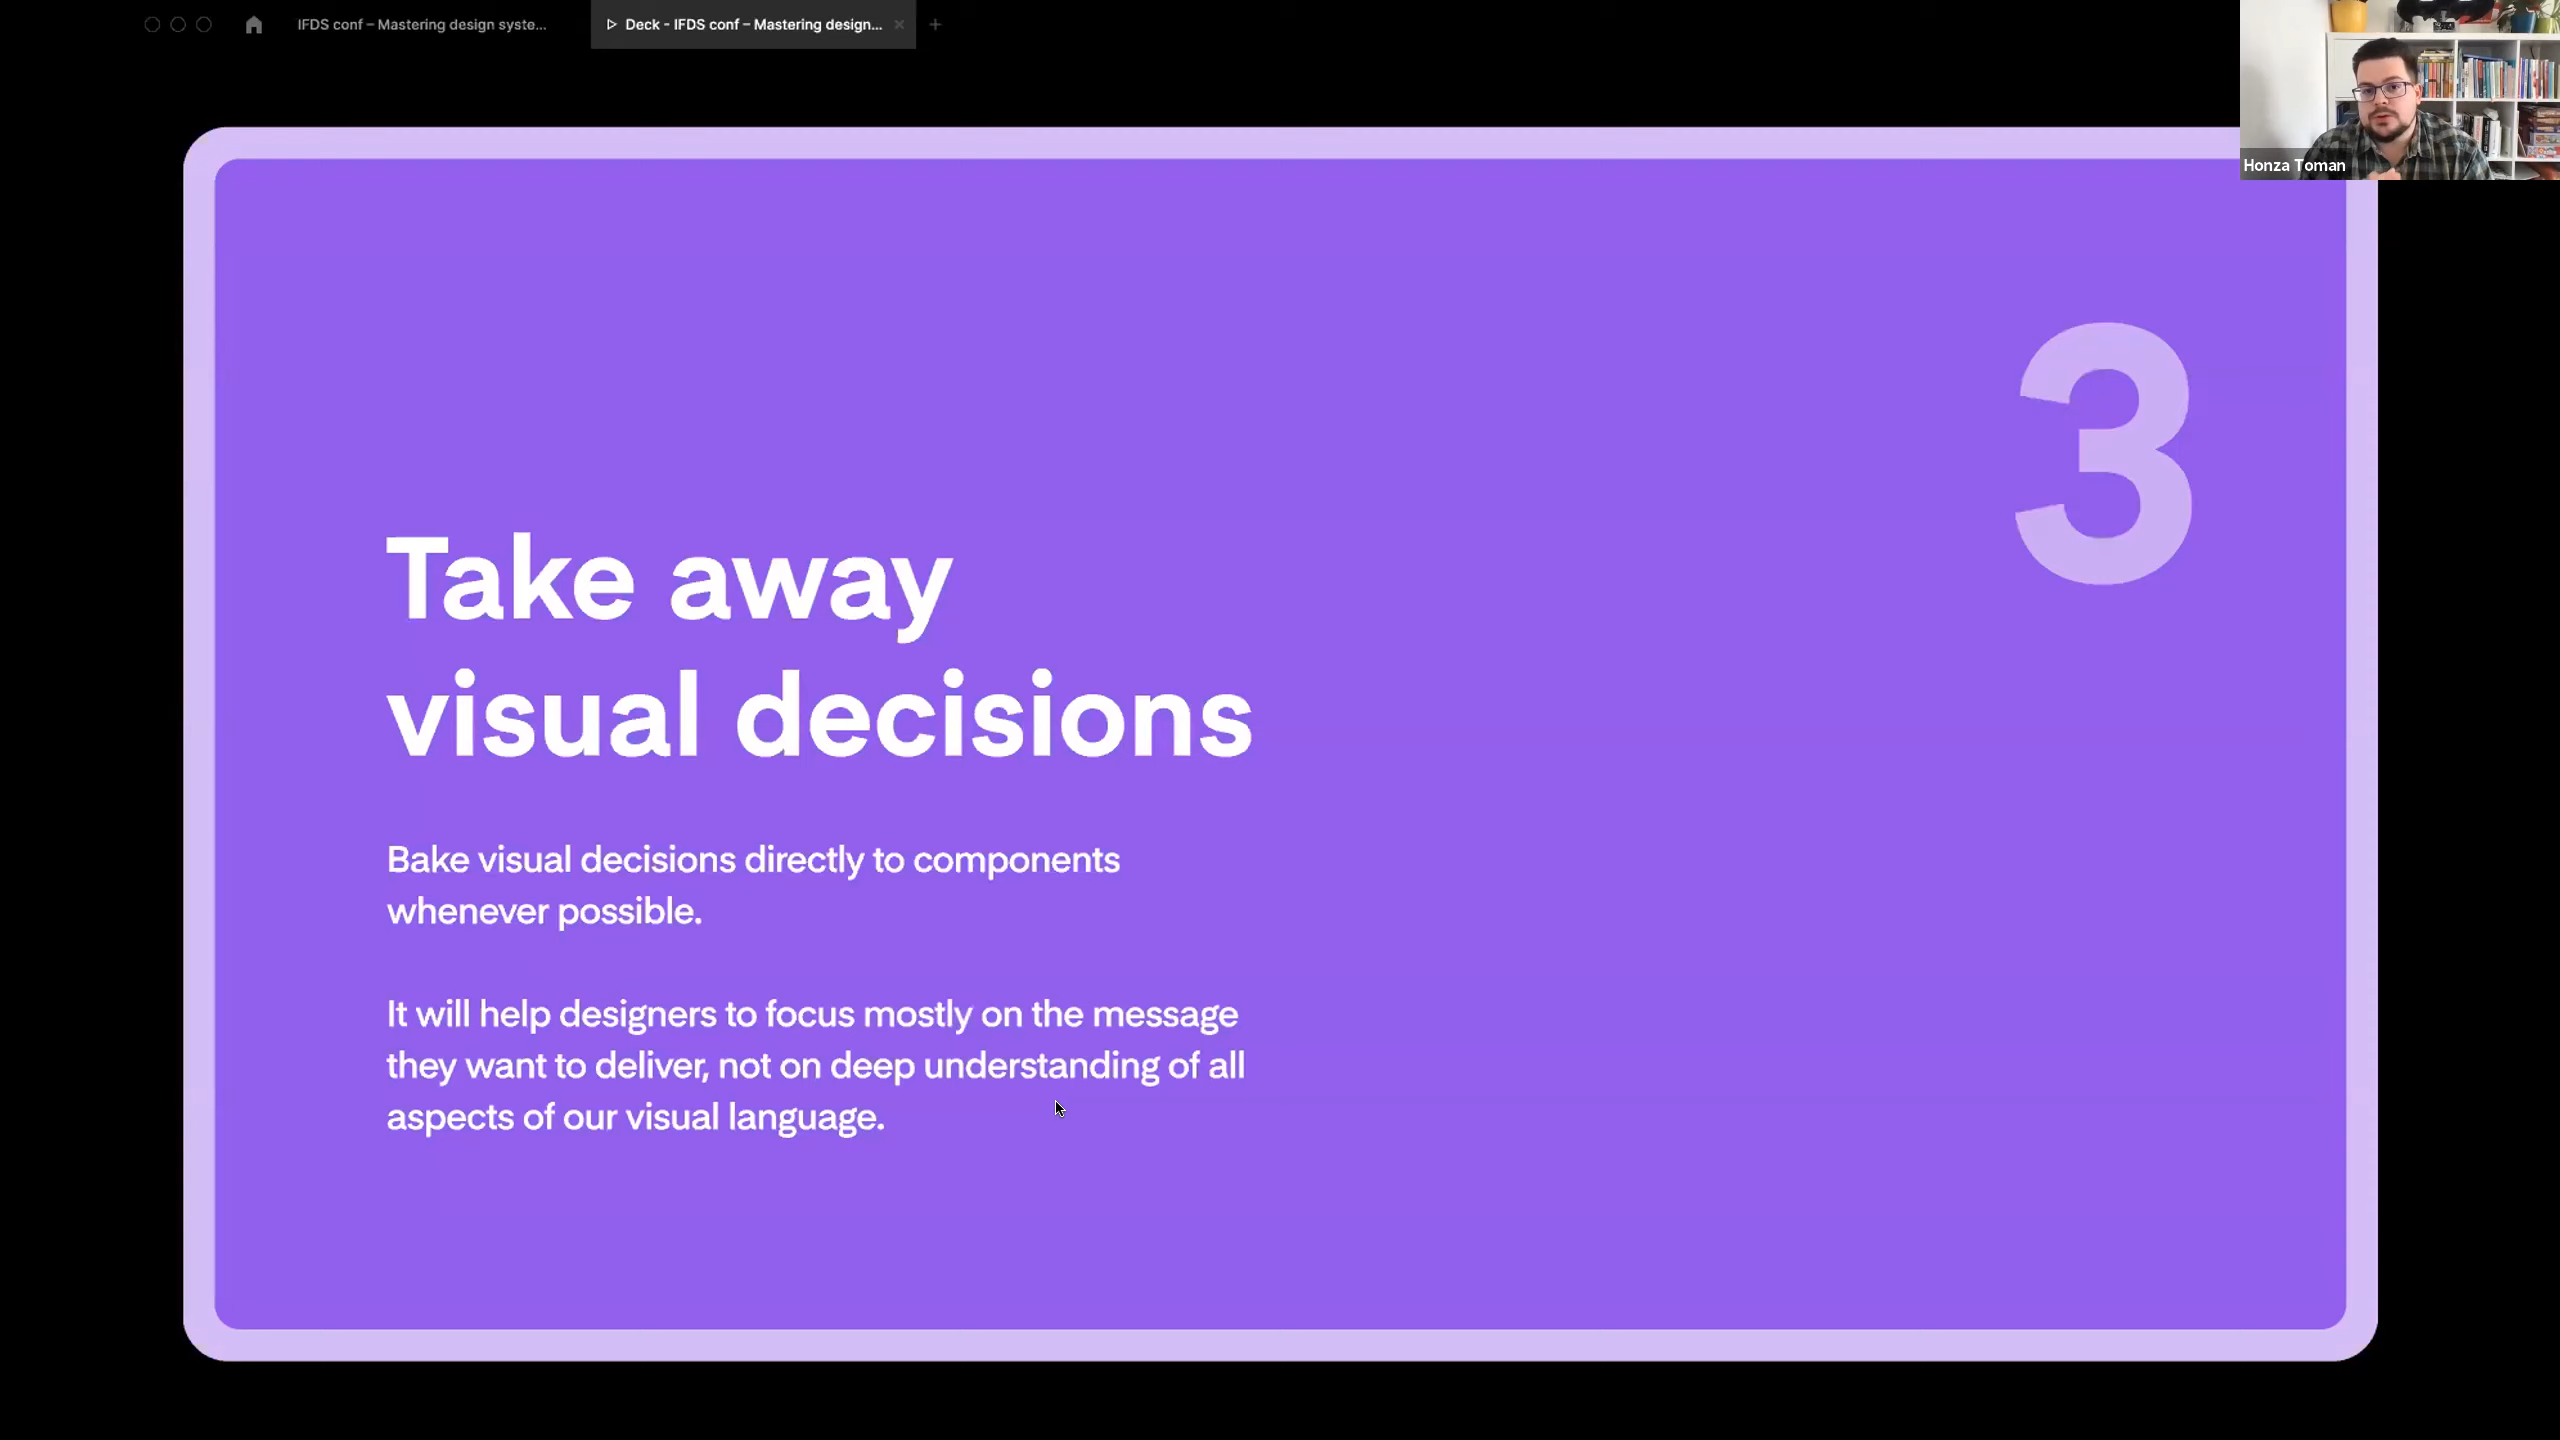 IFDS conf – Mastering design syste...
Deck - IFDS conf – Mastering design...
Honza Toman
3
Take away
visual decisions
Bake visual decisions directly to components
whenever possible.
It will help designers to focus mostly on the message
they want to deliver, not on deep understanding of all
aspects of our visual language.